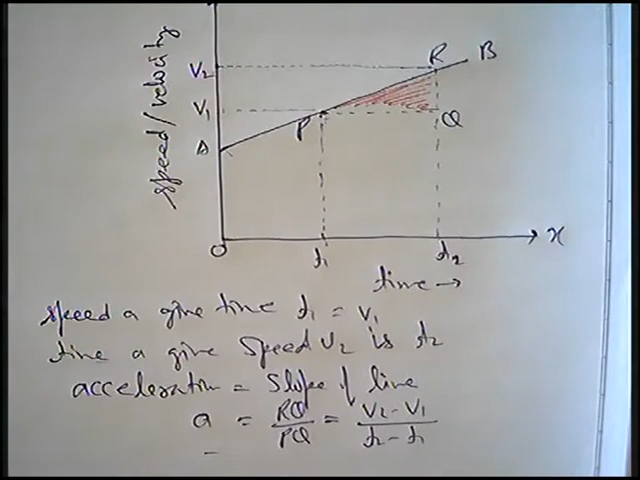 speed/velocity
V2
R
B
V1
P
Q
A
O
t1
t2
x
time →
speed a give time t1 = V1
time a give speed V2 is t2
acceleration = slope of line
a = RQ/PQ = V2 - V1/t2 - t1